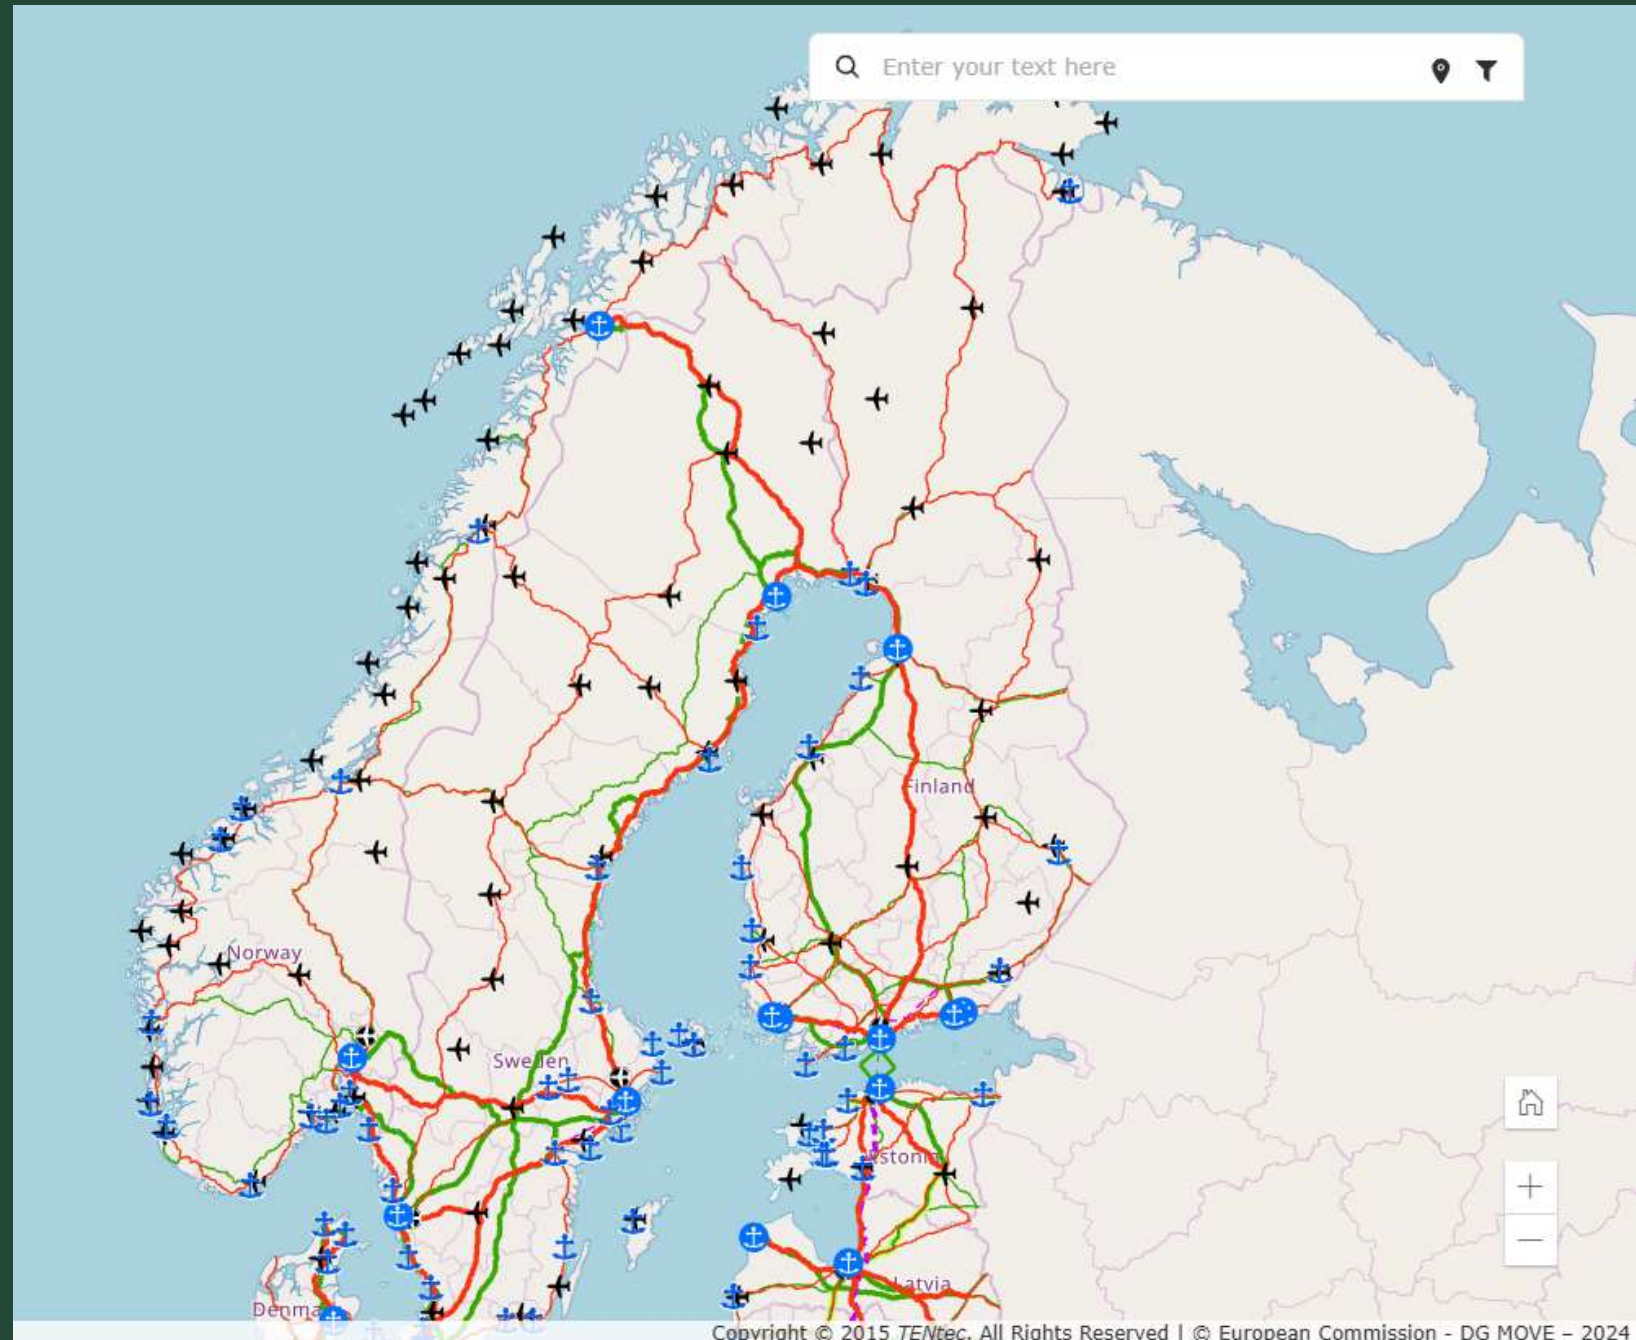 Enter your text here
Finland
Norway
Sweden
Estonia
Latvia
Denma
Copyright © 2015 TENtec. All Rights Reserved | © European Commission - DG MOVE – 2024